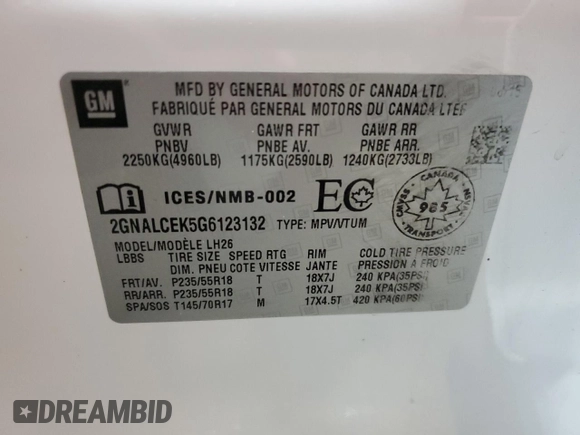 GM
MFD BY GENERAL MOTORS OF CANADA LTD.
FABRIQUÉ PAR GENERAL MOTORS DU CANADA LTEE
GVWR GAWR FRT GAWR RR
PNBV PNBE AV. PNBE ARR.
2250KG(4960LB) 1175KG(2590LB) 1240KG(2733LB)
ICES/NMB-002 EC
CANADA
CMVSS 985 NSVAC
TRANSPORT
2GNALCEK5G6123132 TYPE: MPV/VTUM
MODEL/MODÈLE LH26
LBBS TIRE SIZE SPEED RTG RIM COLD TIRE PRESSURE
DIM. PNEU COTE VITESSE JANTE PRESSION A FROID
FRT/AV. P235/55R18 T 18X7J 240 KPA(35PSI)
RR/ARR. P235/55R18 T 18X7J 240 KPA(35PSI)
SPA/SOS T145/70R17 M 17X4.5T 420 KPA(60PSI)
DREAMBID